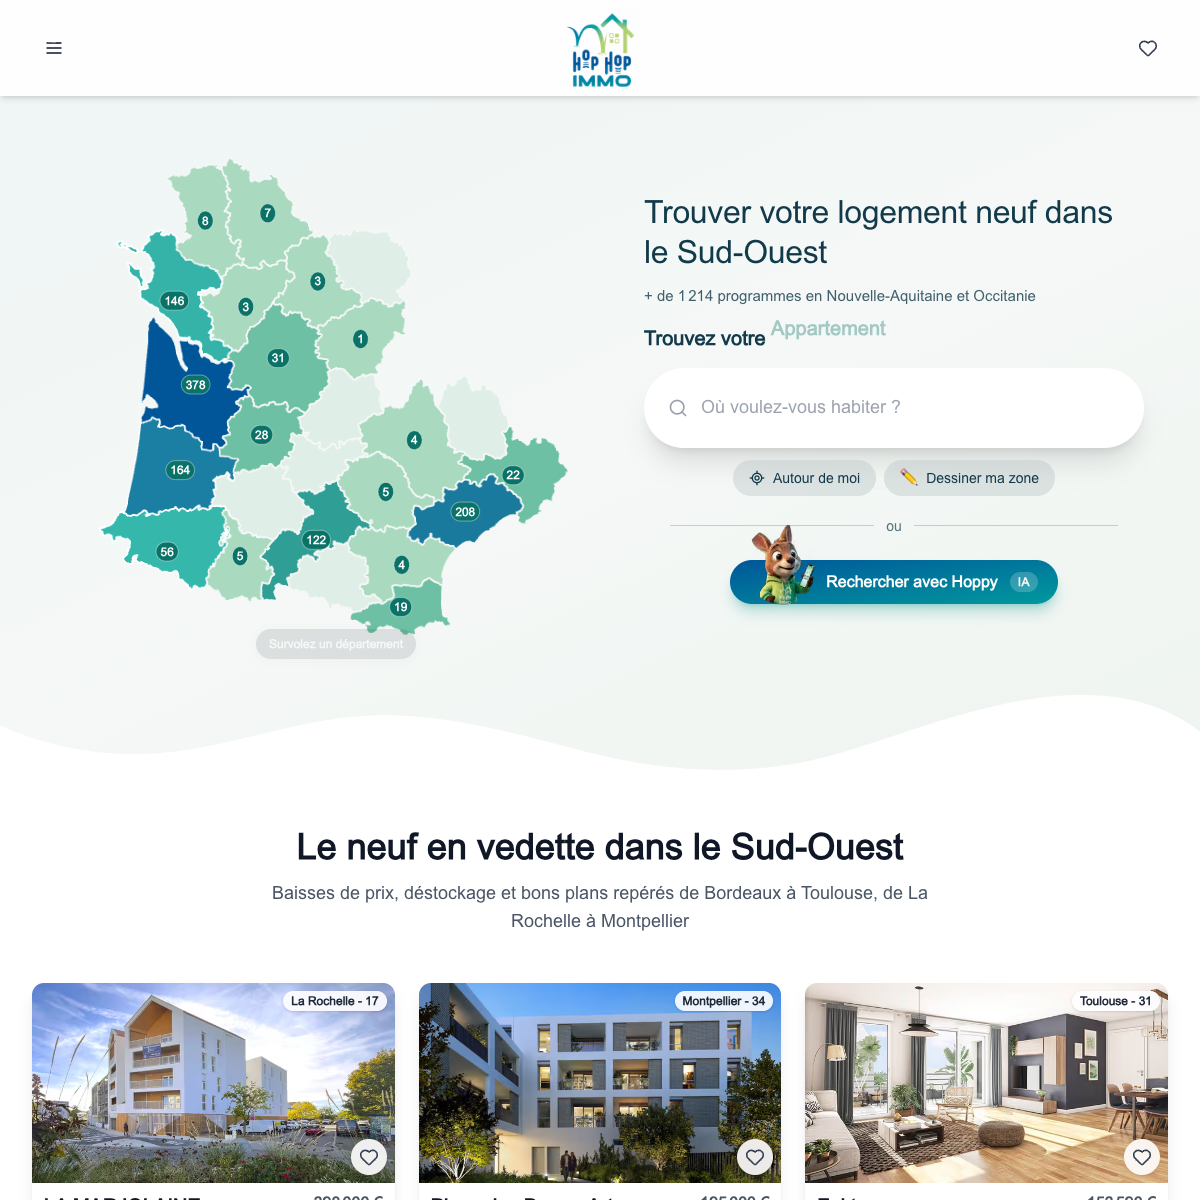 HOP HOP
IMMO
8
7
146
3
3
1
31
378
28
4
164
22
5
208
122
56
5
4
19
Survolez un département
Trouver votre logement neuf dans
le Sud-Ouest
+ de 1 214 programmes en Nouvelle-Aquitaine et Occitanie
Trouvez votre Appartement
Où voulez-vous habiter ?
Autour de moi
Dessiner ma zone
ou
Rechercher avec Hoppy IA
Le neuf en vedette dans le Sud-Ouest
Baisses de prix, déstockage et bons plans repérés de Bordeaux à Toulouse, de La
Rochelle à Montpellier
La Rochelle - 17
Montpellier - 34
Toulouse - 31